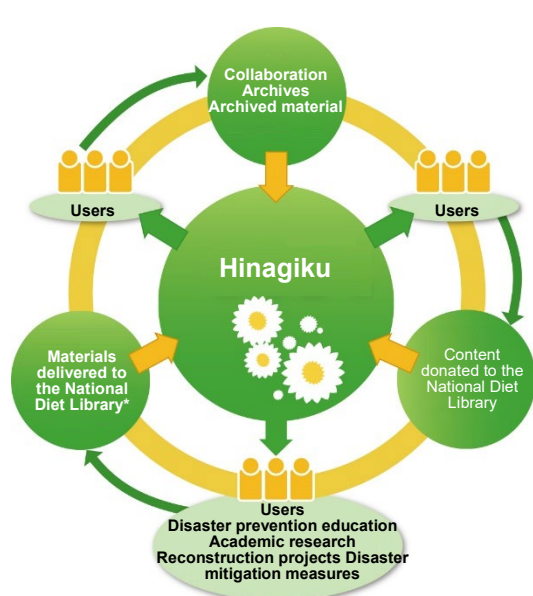 Collaboration
Archives
Archived material
Users
Users
Hinagiku
Materials
delivered to
the National
Diet Library*
Content
donated to the
National Diet
Library
Users
Disaster prevention education
Academic research
Reconstruction projects Disaster
mitigation measures